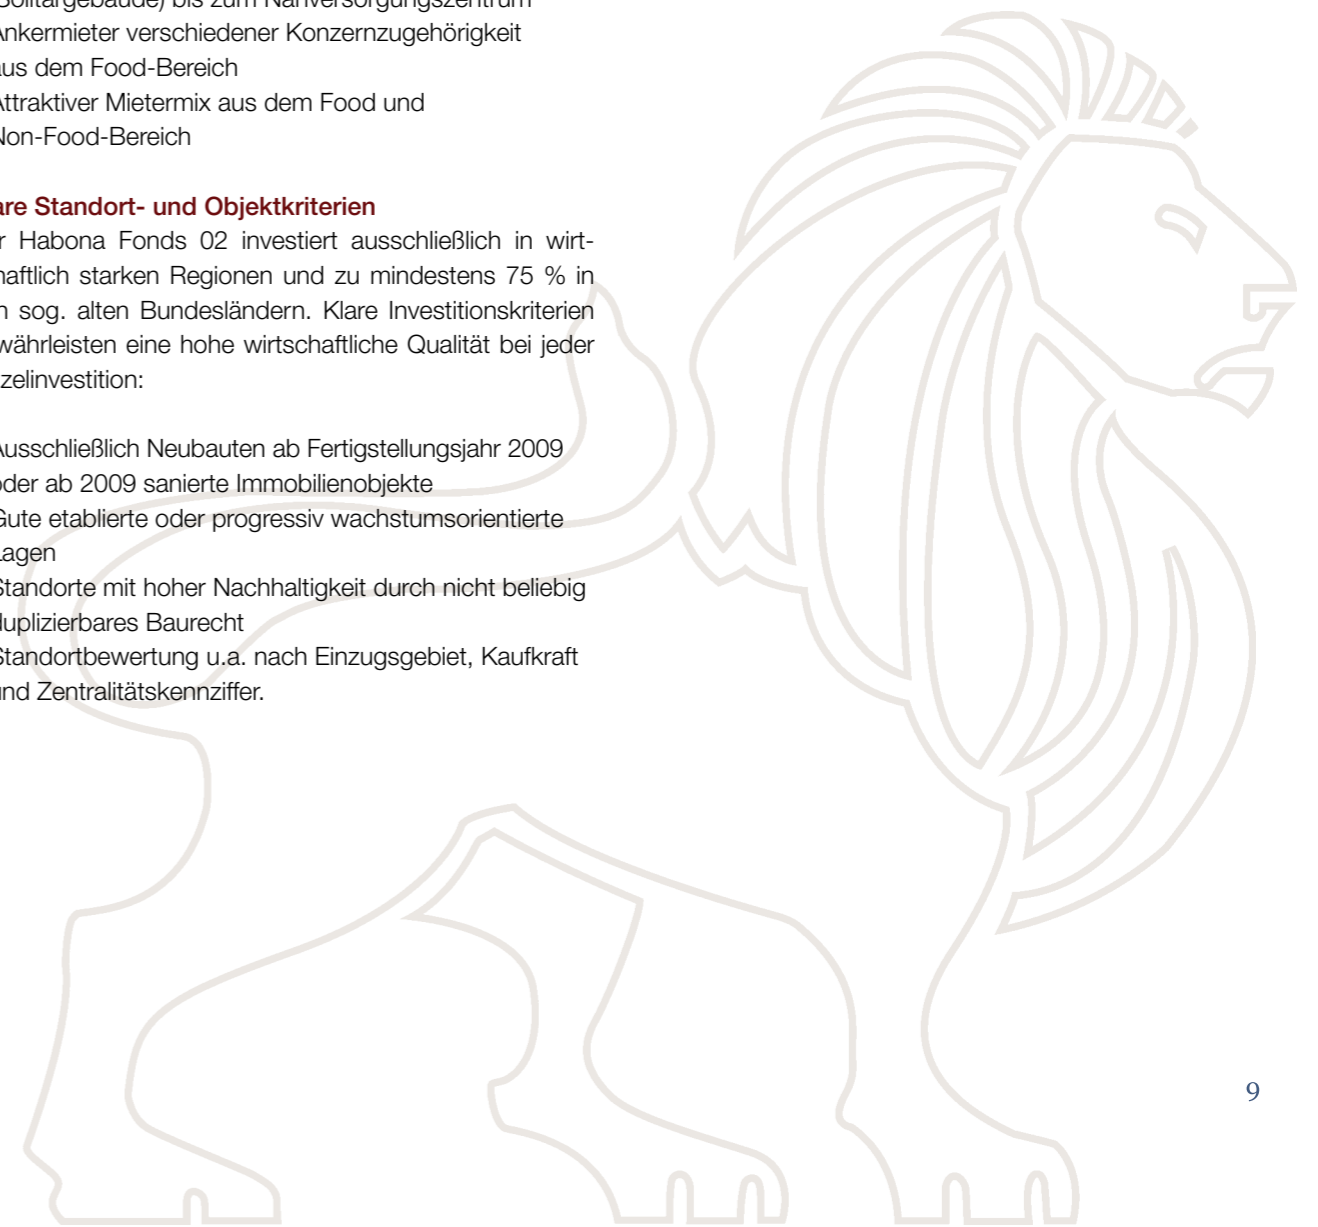 Solitärgebäude) bis zum Nahversorgungszentrum
Ankermieter verschiedener Konzernzugehörigkeit
aus dem Food-Bereich
Attraktiver Mietermix aus dem Food und
Non-Food-Bereich
are Standort- und Objektkriterien
r Habona Fonds 02 investiert ausschließlich in wirt-
haftlich starken Regionen und zu mindestens 75 % in
n sog. alten Bundesländern. Klare Investitionskriterien
währleisten eine hohe wirtschaftliche Qualität bei jeder
zelinvestition:
Ausschließlich Neubauten ab Fertigstellungsjahr 2009
oder ab 2009 sanierte Immobilienobjekte
Gute etablierte oder progressiv wachstumsorientierte
Lagen
Standorte mit hoher Nachhaltigkeit durch nicht beliebig
duplizierbares Baurecht
Standortbewertung u.a. nach Einzugsgebiet, Kaufkraft
und Zentralitätskennziffer.
9